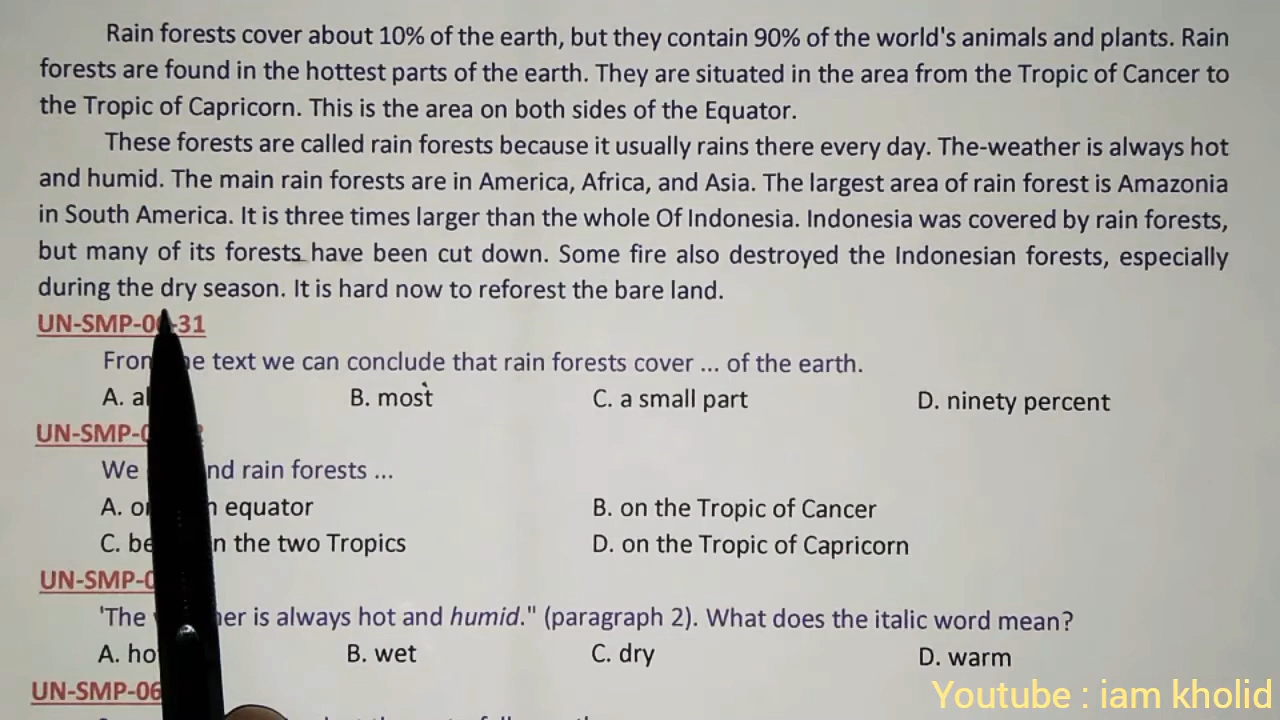 Rain forests cover about 10% of the earth, but they contain 90% of the world's animals and plants. Rain
forests are found in the hottest parts of the earth. They are situated in the area from the Tropic of Cancer to
the Tropic of Capricorn. This is the area on both sides of the Equator.
These forests are called rain forests because it usually rains there every day. The-weather is always hot
and humid. The main rain forests are in America, Africa, and Asia. The largest area of rain forest is Amazonia
in South America. It is three times larger than the whole Of Indonesia. Indonesia was covered by rain forests,
but many of its forests have been cut down. Some fire also destroyed the Indonesian forests, especially
during the dry season. It is hard now to reforest the bare land.
UN-SMP-06-31
From the text we can conclude that rain forests cover ... of the earth.
A. B. most C. a small part D. ninety percent
UN-SMP-
We rain forests ...
A. equator B. on the Tropic of Cancer
C. between the two Tropics D. on the Tropic of Capricorn
UN-SMP-
'The weather is always hot and humid." (paragraph 2). What does the italic word mean?
A. B. wet C. dry D. warm
UN-SMP-06
Youtube : iam kholid